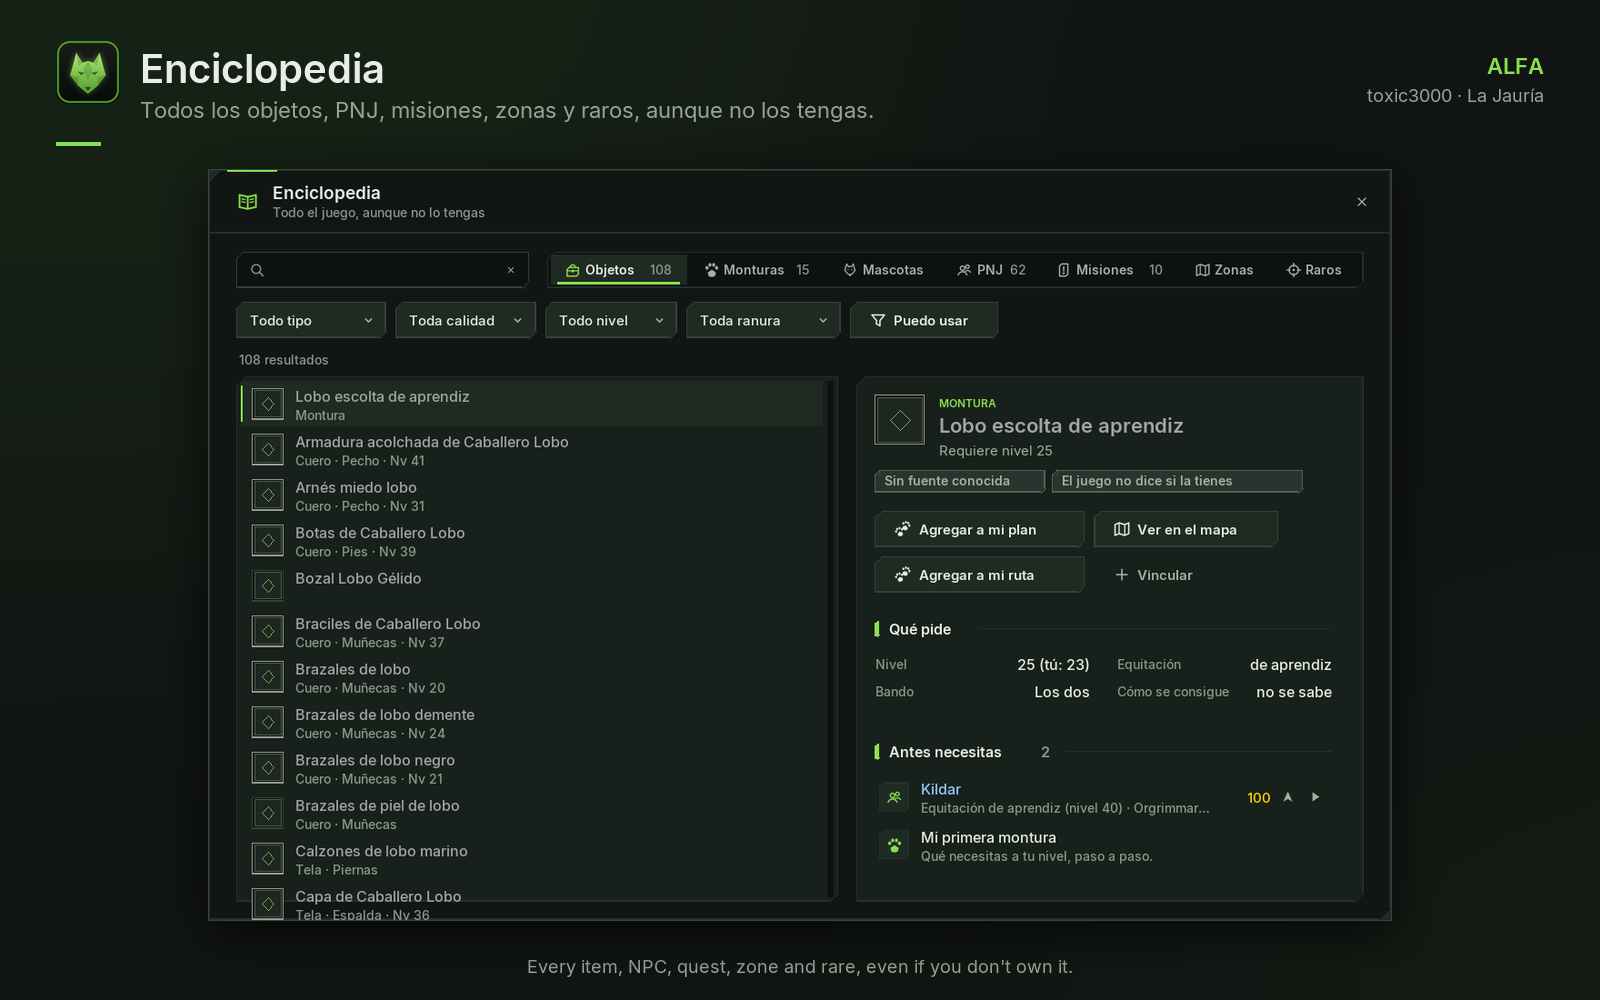 Enciclopedia
Todos los objetos, PNJ, misiones, zonas y raros, aunque no los tengas.
ALFA
toxic3000 · La Jauría
Enciclopedia
Todo el juego, aunque no lo tengas
Objetos 108 Monturas 15 Mascotas PNJ 62 Misiones 10 Zonas Raros
Todo tipo Toda calidad Todo nivel Toda ranura Puedo usar
108 resultados
Lobo escolta de aprendiz
Montura
Armadura acolchada de Caballero Lobo
Cuero · Pecho · Nv 41
Arnés miedo lobo
Cuero · Pecho · Nv 31
Botas de Caballero Lobo
Cuero · Pies · Nv 39
Bozal Lobo Gélido
Braciles de Caballero Lobo
Cuero · Muñecas · Nv 37
Brazales de lobo
Cuero · Muñecas · Nv 20
Brazales de lobo demente
Cuero · Muñecas · Nv 24
Brazales de lobo negro
Cuero · Muñecas · Nv 21
Brazales de piel de lobo
Cuero · Muñecas
Calzones de lobo marino
Tela · Piernas
Capa de Caballero Lobo
Tela · Espalda · Nv 36
MONTURA
Lobo escolta de aprendiz
Requiere nivel 25
Sin fuente conocida El juego no dice si la tienes
Agregar a mi plan Ver en el mapa
Agregar a mi ruta Vincular
Qué pide
Nivel 25 (tú: 23) Equitación de aprendiz
Bando Los dos Cómo se consigue no se sabe
Antes necesitas 2
Kildar
Equitación de aprendiz (nivel 40) · Orgrimmar... 100
Mi primera montura
Qué necesitas a tu nivel, paso a paso.
Every item, NPC, quest, zone and rare, even if you don't own it.